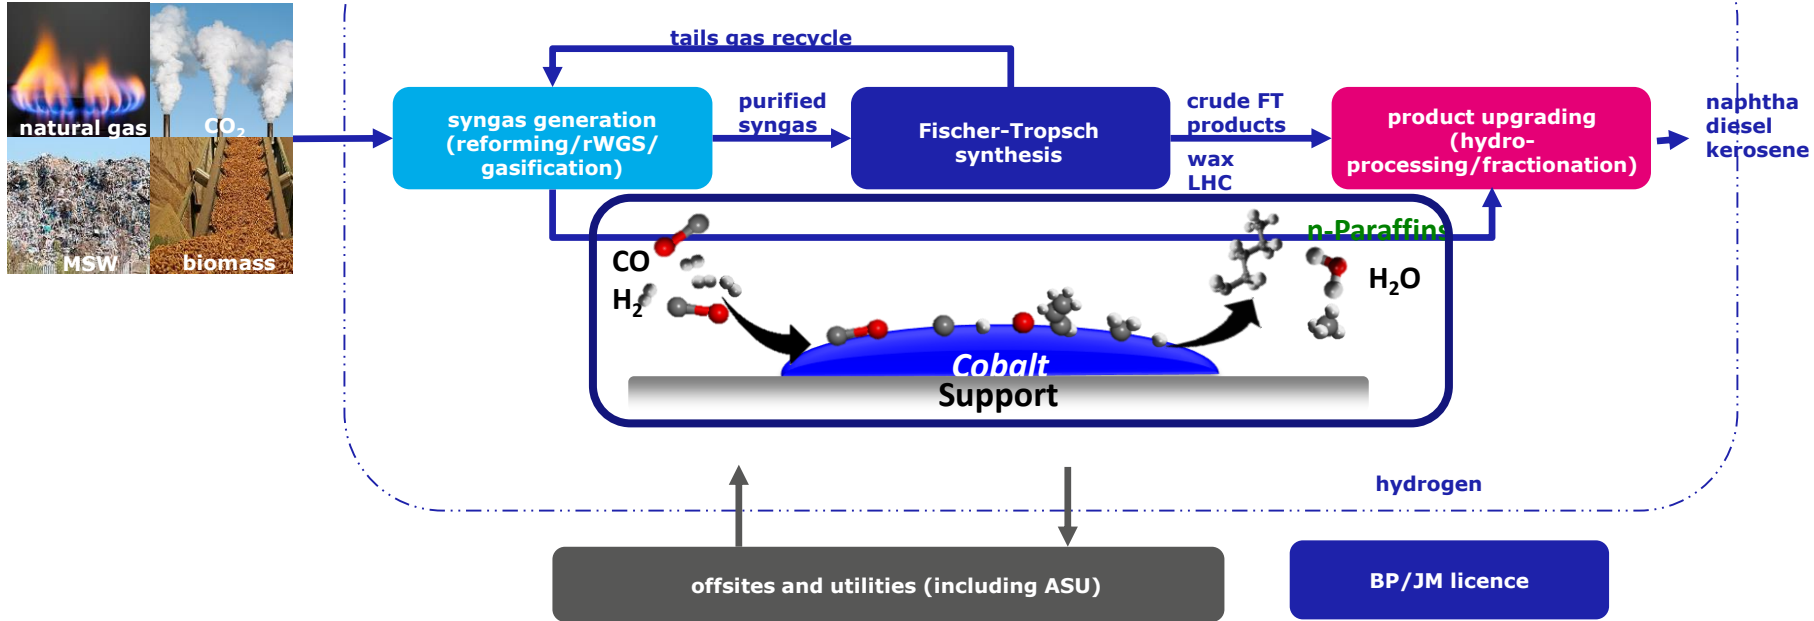 natural gas
CO₂
MSW
biomass
tails gas recycle
syngas generation
(reforming/rWGS/
gasification)
purified
syngas
Fischer-Tropsch
synthesis
crude FT
products
wax
LHC
product upgrading
(hydro-
processing/fractionation)
naphtha
diesel
kerosene
CO
H₂
n-Paraffins
H₂O
Cobalt
Support
hydrogen
offsites and utilities (including ASU)
BP/JM licence